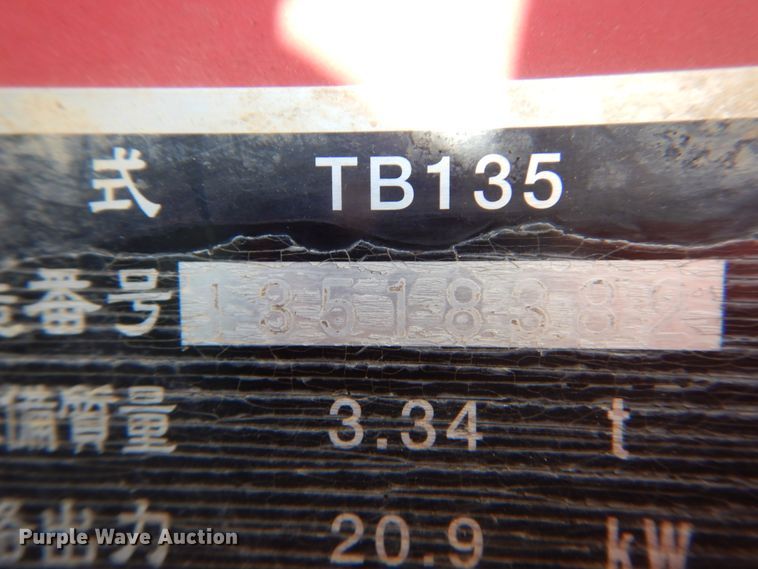 式 TB135
番号 13518382
備質量 3.34 t
出力 20.9 kW
Purple Wave Auction